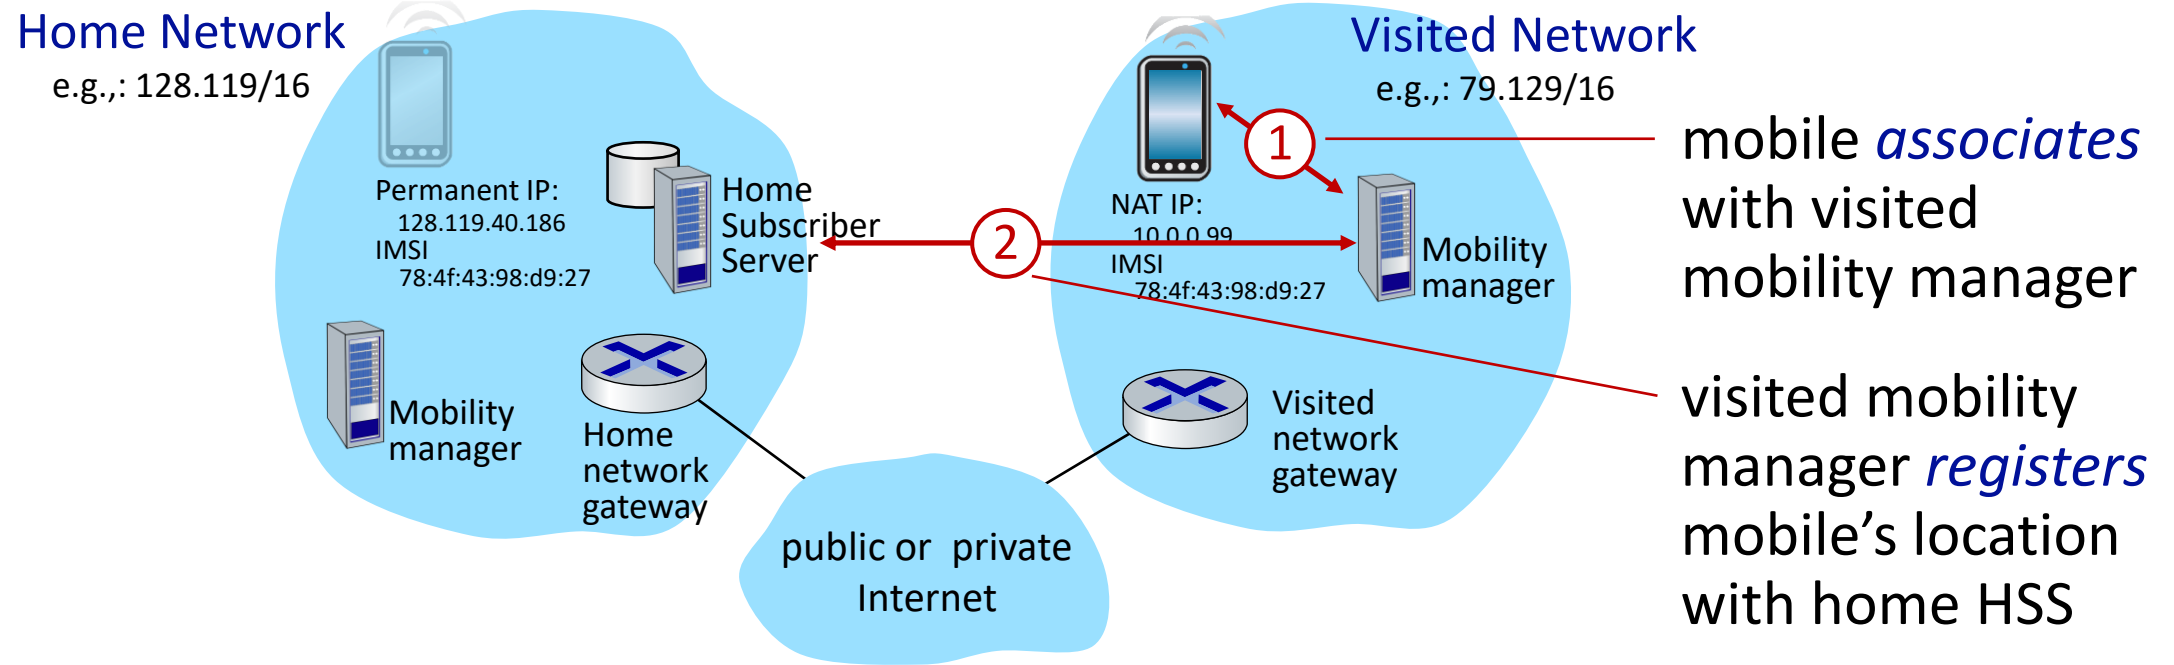 Home Network
e.g.,: 128.119/16
Permanent IP:
128.119.40.186
IMSI
78:4f:43:98:d9:27
Home
Subscriber
Server
Mobility
manager
Home
network
gateway
public or  private
Internet
Visited Network
e.g.,: 79.129/16
1
NAT IP:
10.0.0.99
IMSI
78:4f:43:98:d9:27
2
Mobility
manager
Visited
network
gateway
mobile associates
with visited
mobility manager
visited mobility
manager registers
mobile’s location
with home HSS